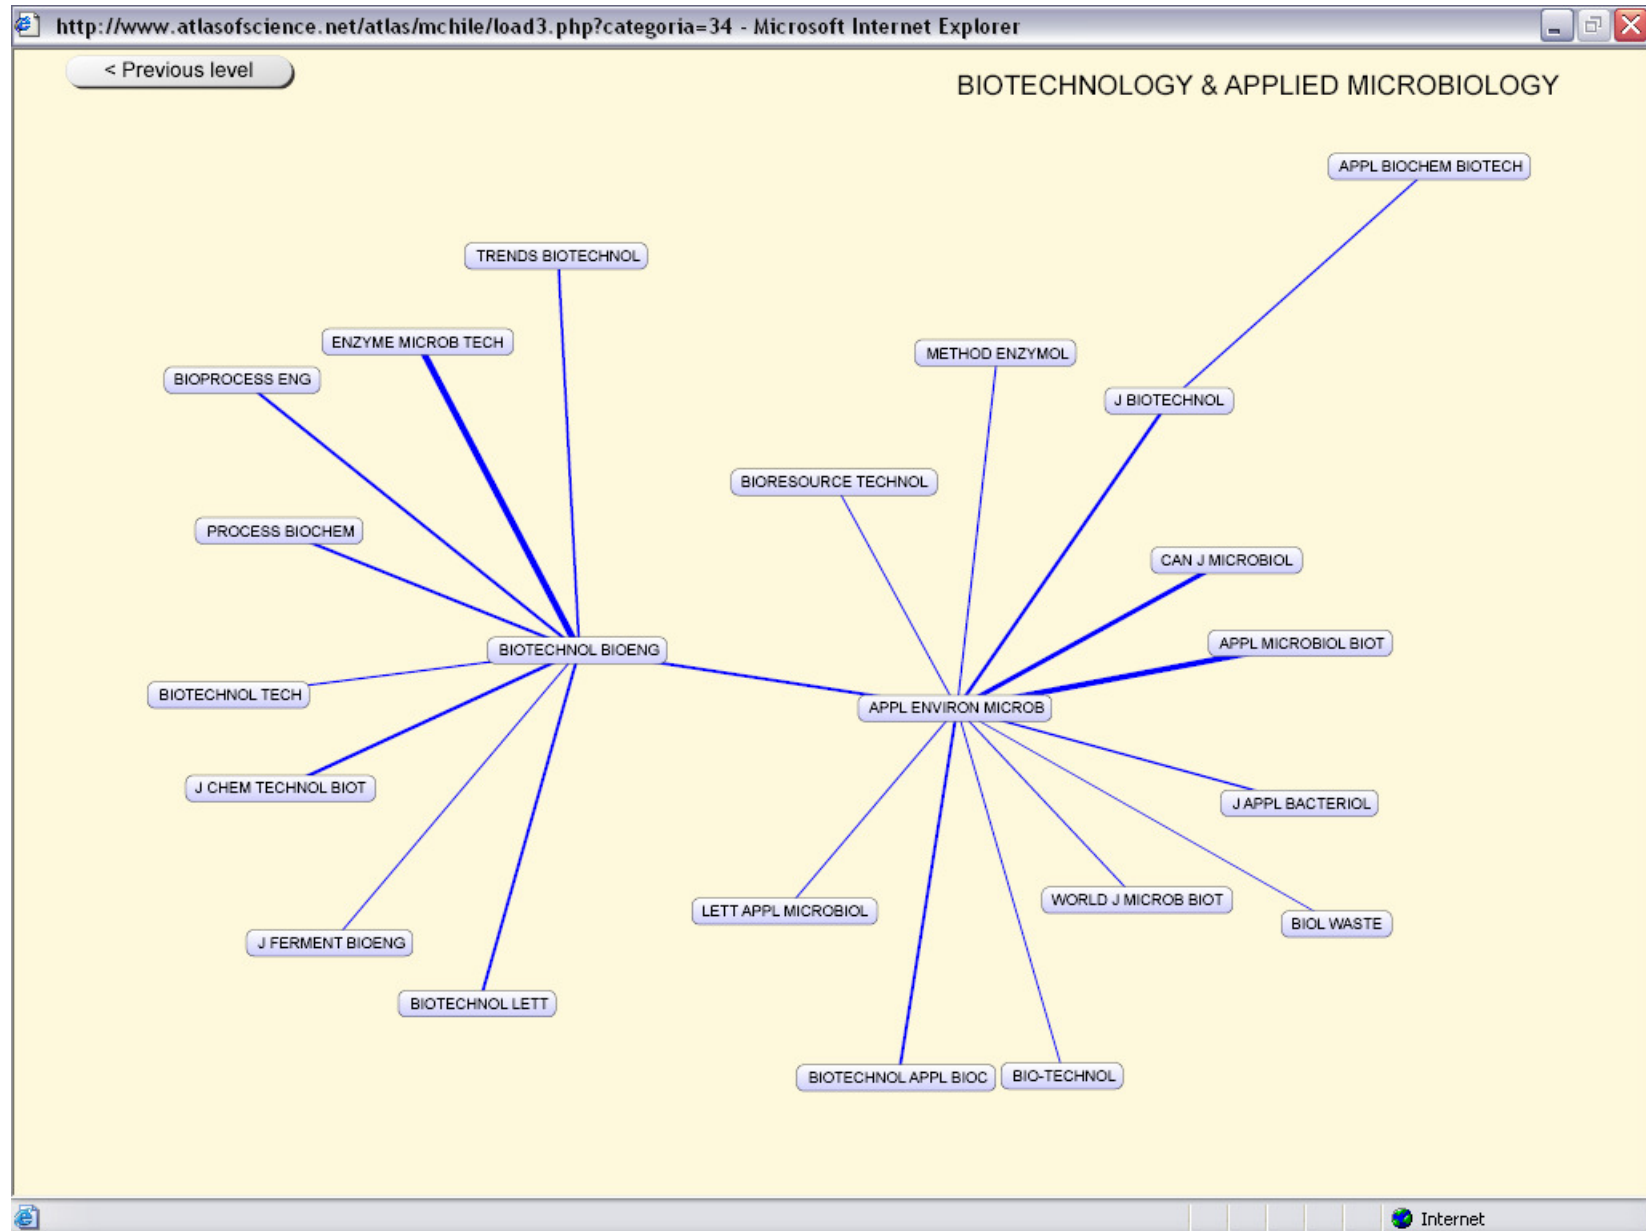 http://www.atlasofscience.net/atlas/mchile/load3.php?categoria=34 - Microsoft Internet Explorer
< Previous level
BIOTECHNOLOGY & APPLIED MICROBIOLOGY
APPL BIOCHEM BIOTECH
TRENDS BIOTECHNOL
ENZYME MICROB TECH
METHOD ENZYMOL
BIOPROCESS ENG
J BIOTECHNOL
BIORESOURCE TECHNOL
PROCESS BIOCHEM
CAN J MICROBIOL
APPL MICROBIOL BIOT
BIOTECHNOL BIOENG
BIOTECHNOL TECH
APPL ENVIRON MICROB
J CHEM TECHNOL BIOT
J APPL BACTERIOL
WORLD J MICROB BIOT
LETT APPL MICROBIOL
BIOL WASTE
J FERMENT BIOENG
BIOTECHNOL LETT
BIOTECHNOL APPL BIOC
BIO-TECHNOL
Internet